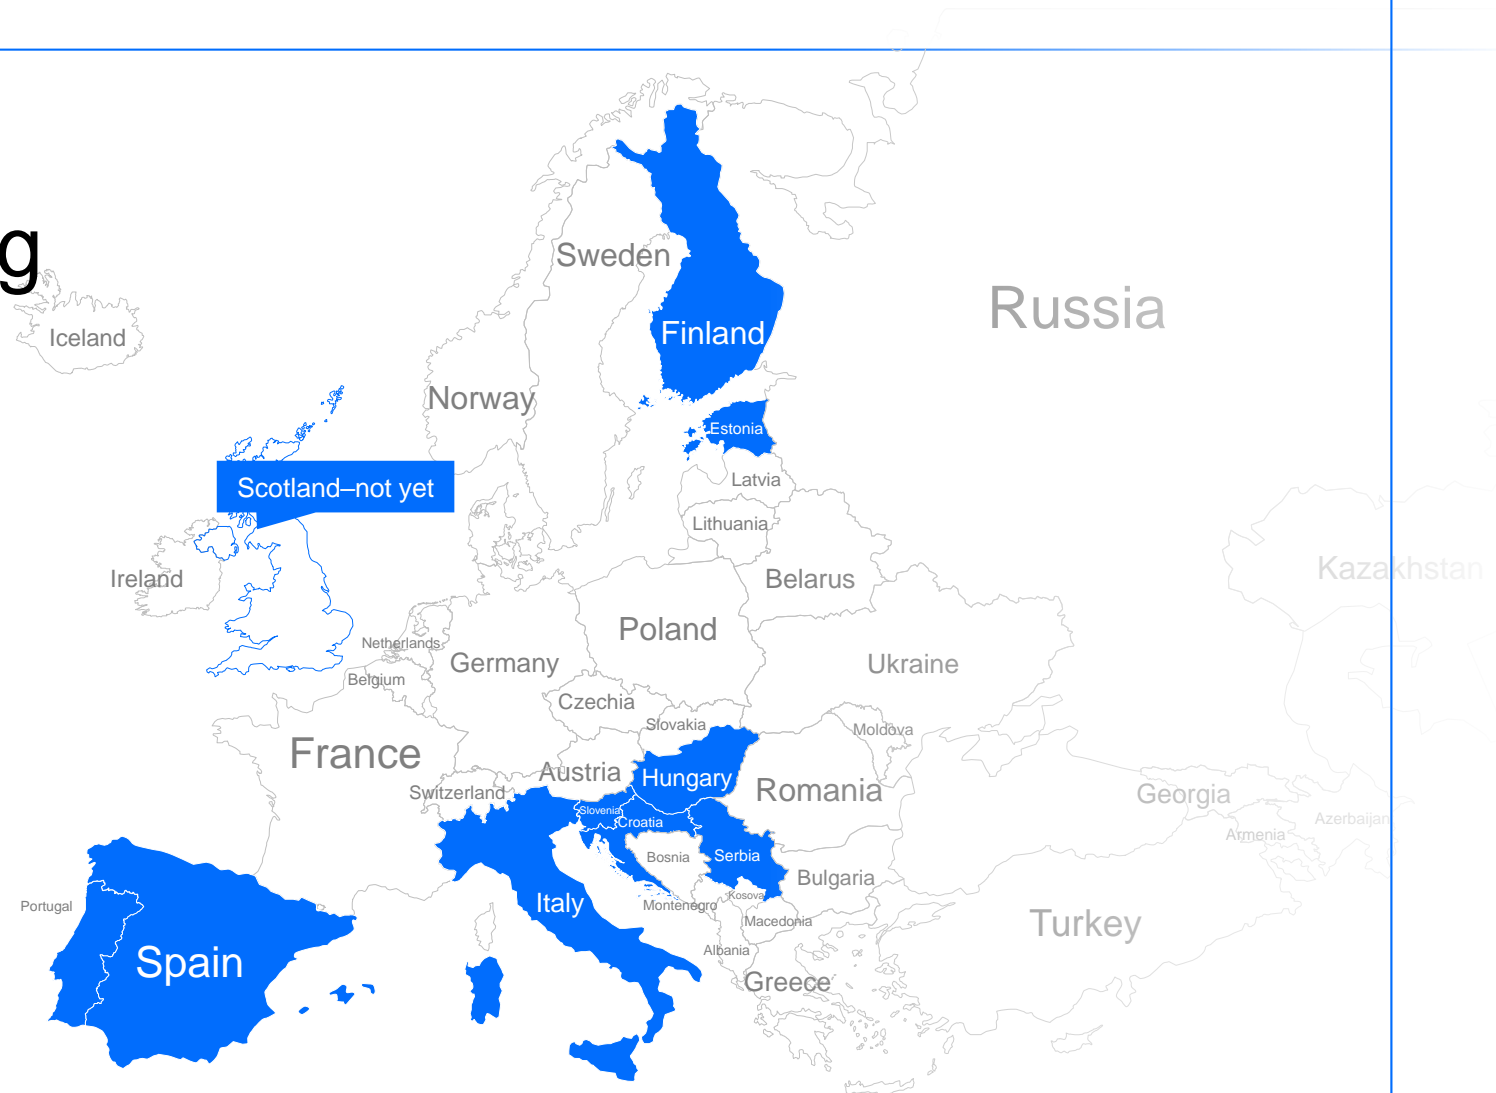 g
Iceland
Sweden
Russia
Finland
Norway
Estonia
Latvia
Scotland–not yet
Lithuania
Kazakhstan
Ireland
Belarus
Poland
Netherlands
Germany
Ukraine
Belgium
Czechia
Slovakia
Moldova
France
Austria
Hungary
Switzerland
Romania
Georgia
Slovenia
Croatia
Azerbaijan
Armenia
Bosnia
Serbia
Bulgaria
Kosovo
Italy
Portugal
Montenegro
Macedonia
Turkey
Albania
Spain
Greece